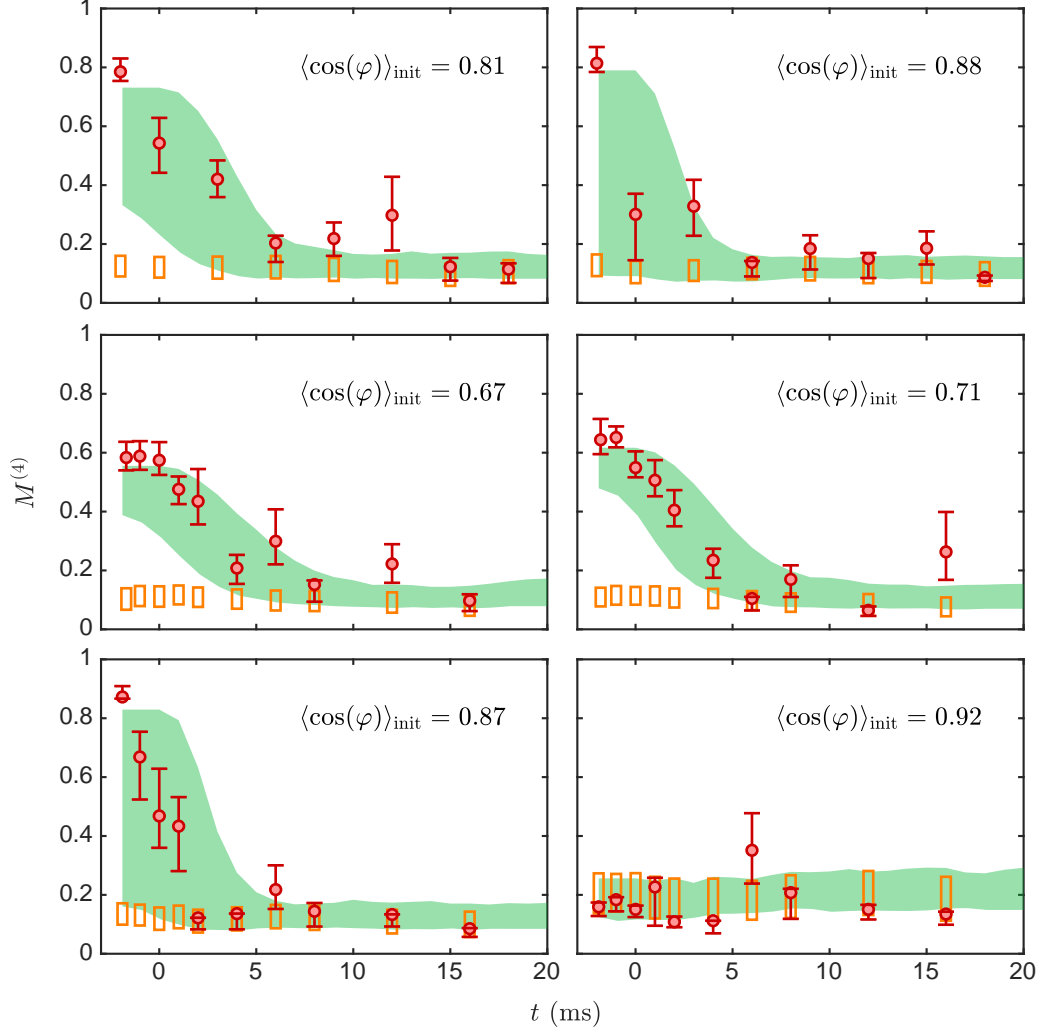 1
0.8
0.6
0.4
0.2
0
⟨cos(φ)⟩init = 0.81
⟨cos(φ)⟩init = 0.88
1
0.8
0.6
0.4
0.2
0
⟨cos(φ)⟩init = 0.67
⟨cos(φ)⟩init = 0.71
M(4)
1
0.8
0.6
0.4
0.2
0
⟨cos(φ)⟩init = 0.87
⟨cos(φ)⟩init = 0.92
0 5 10 15 20 0 5 10 15 20
t (ms)